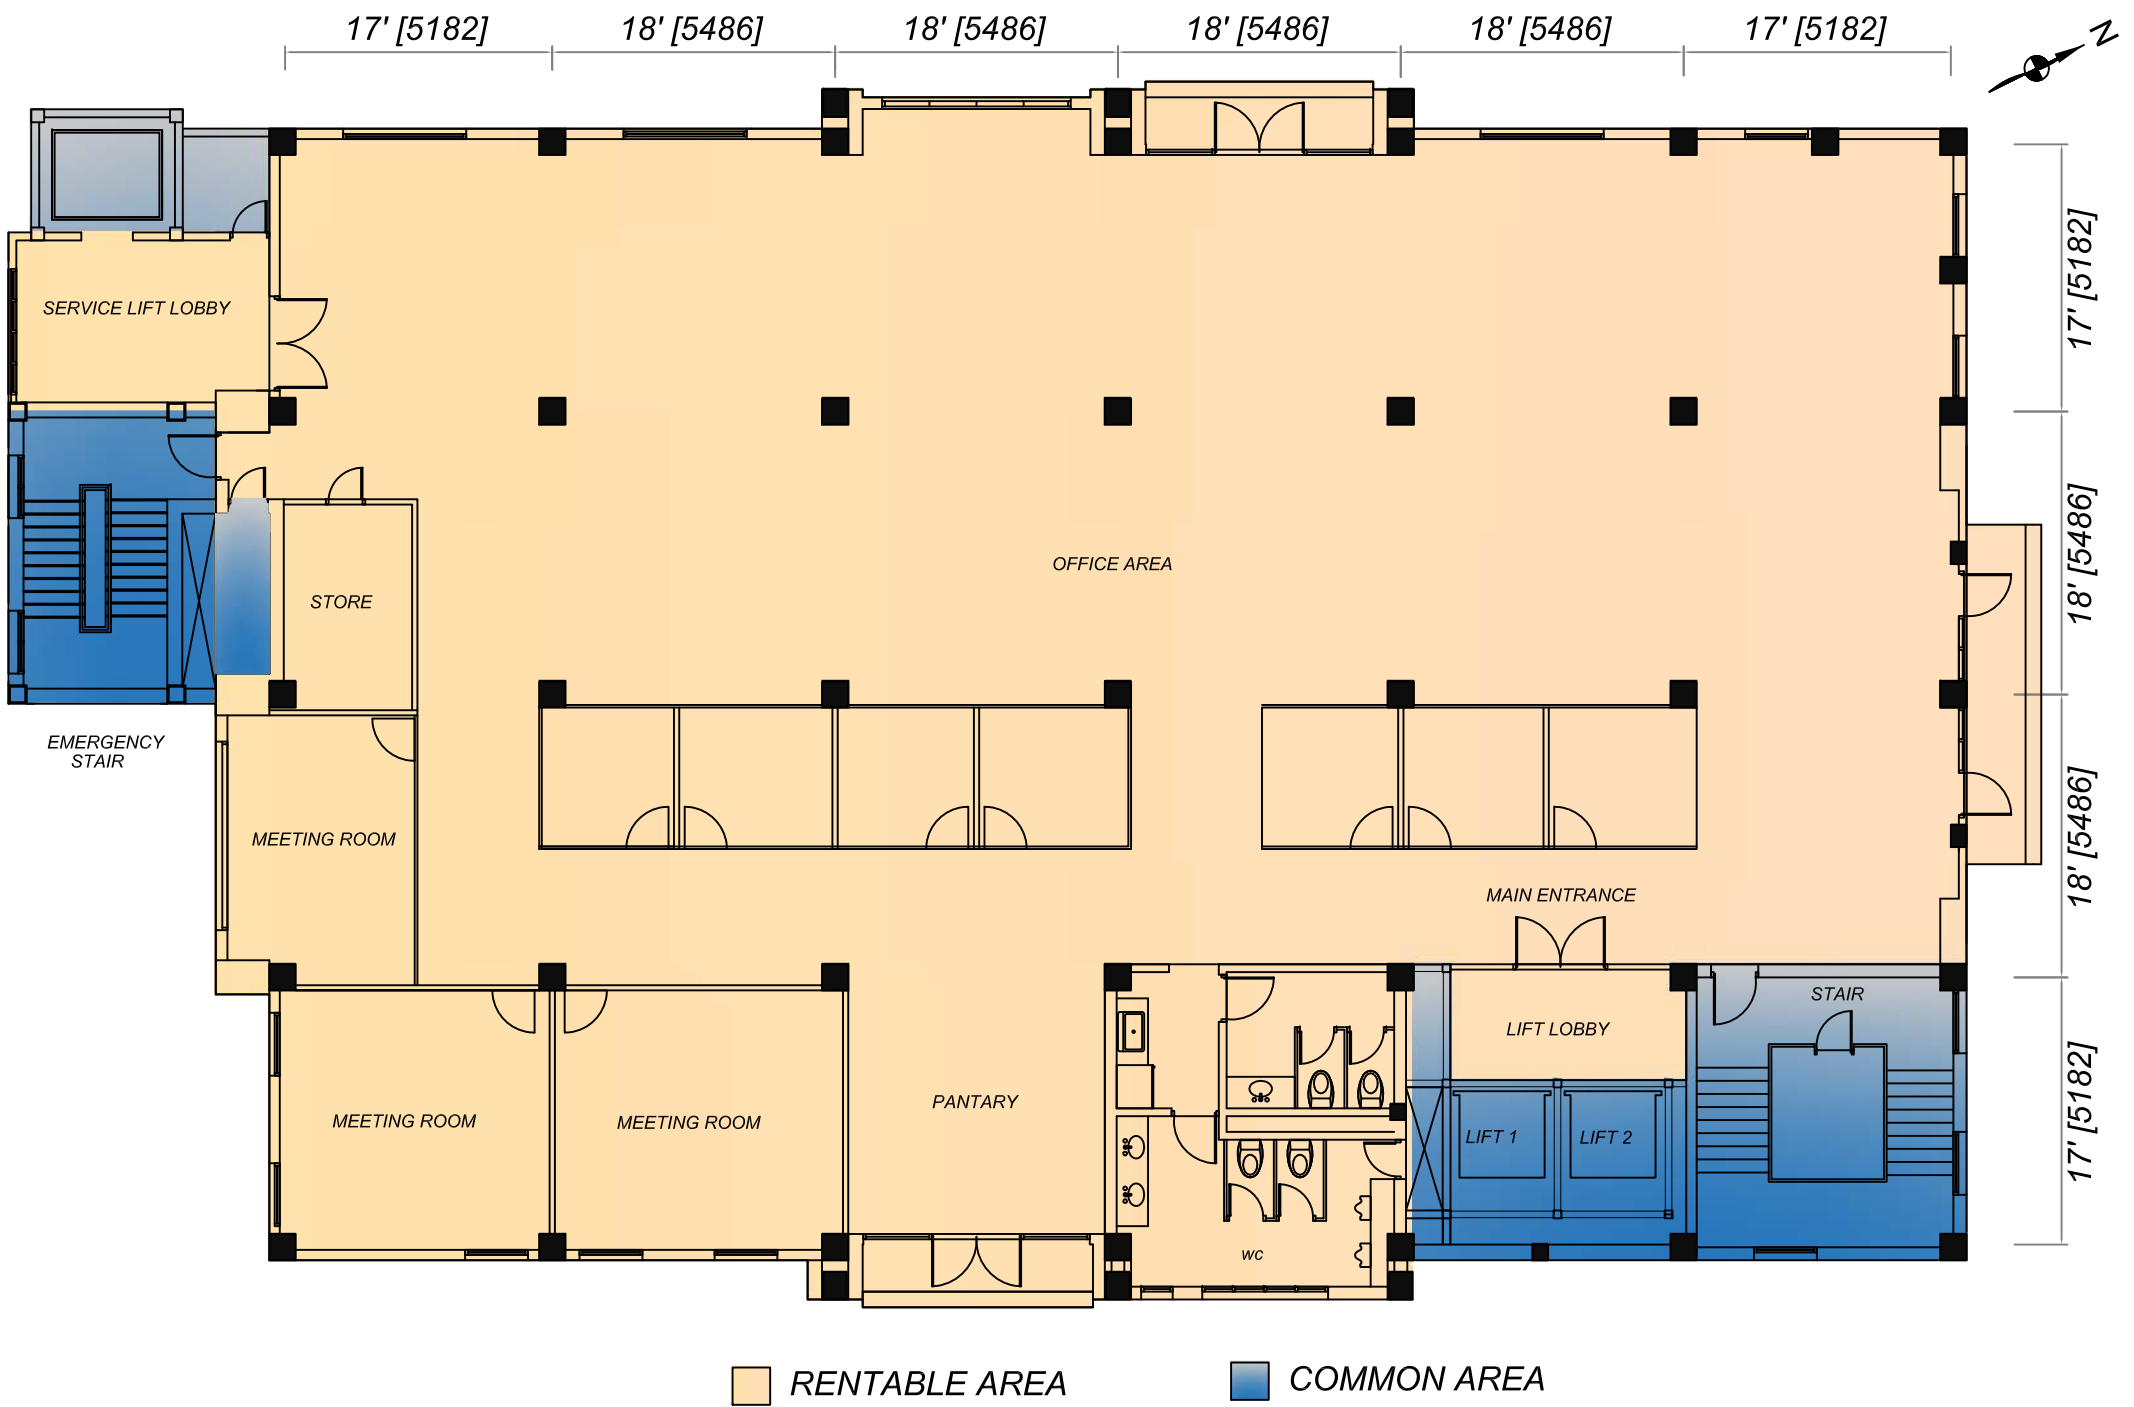 17' [5182] 18' [5486] 18' [5486] 18' [5486] 18' [5486] 17' [5182]
N
17' [5182]
SERVICE LIFT LOBBY
18' [5486]
OFFICE AREA
STORE
EMERGENCY
STAIR
18' [5486]
MEETING ROOM
MAIN ENTRANCE
STAIR
LIFT LOBBY
17' [5182]
PANTARY
MEETING ROOM
MEETING ROOM
LIFT 1
LIFT 2
wc
RENTABLE AREA
COMMON AREA